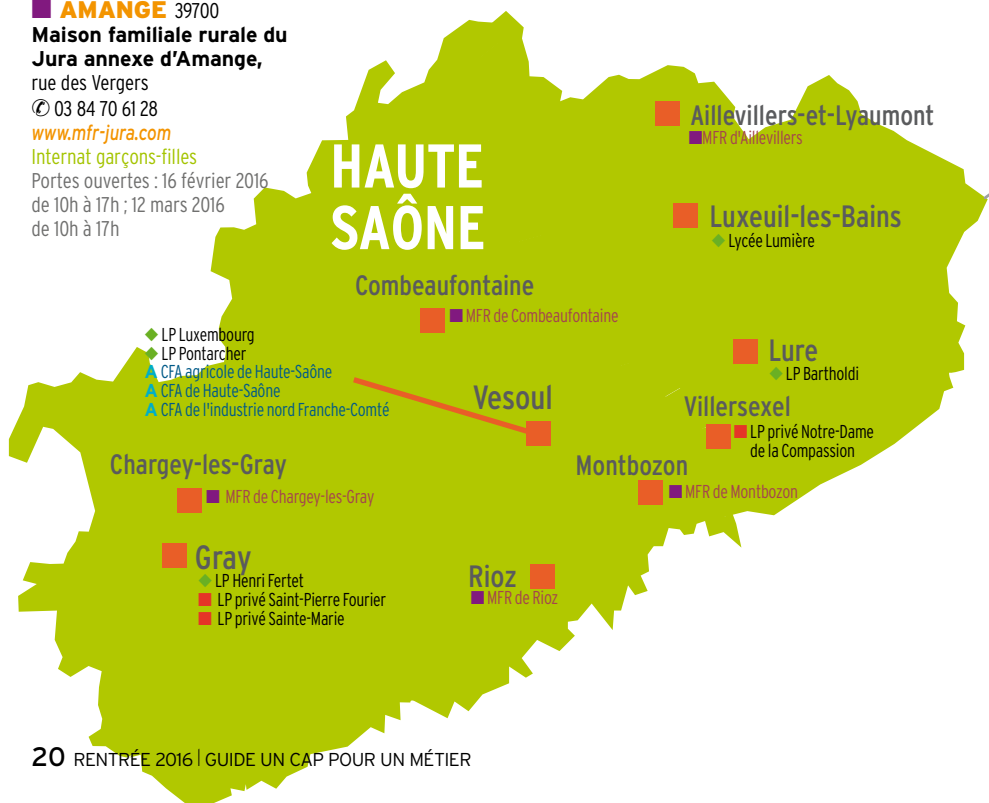 AMANGE 39700
Maison familiale rurale du
Jura annexe d'Amange,
rue des Vergers
✆ 03 84 70 61 28
www.mfr-jura.com
Internat garçons-filles
Portes ouvertes : 16 février 2016
de 10h à 17h ; 12 mars 2016
de 10h à 17h
HAUTE
SAÔNE
Aillevillers-et-Lyaumont
MFR d'Aillevillers
Luxeuil-les-Bains
Lycée Lumière
Combeaufontaine
MFR de Combeaufontaine
LP Luxembourg
LP Pontarcher
A CFA agricole de Haute-Saône
A CFA de Haute-Saône
A CFA de l'industrie nord Franche-Comté
Vesoul
Lure
LP Bartholdi
Villersexel
LP privé Notre-Dame
de la Compassion
Chargey-les-Gray
MFR de Chargey-les-Gray
Montbozon
MFR de Montbozon
Gray
LP Henri Fertet
LP privé Saint-Pierre Fourier
LP privé Sainte-Marie
Rioz
MFR de Rioz
20 RENTRÉE 2016 | GUIDE UN CAP POUR UN MÉTIER